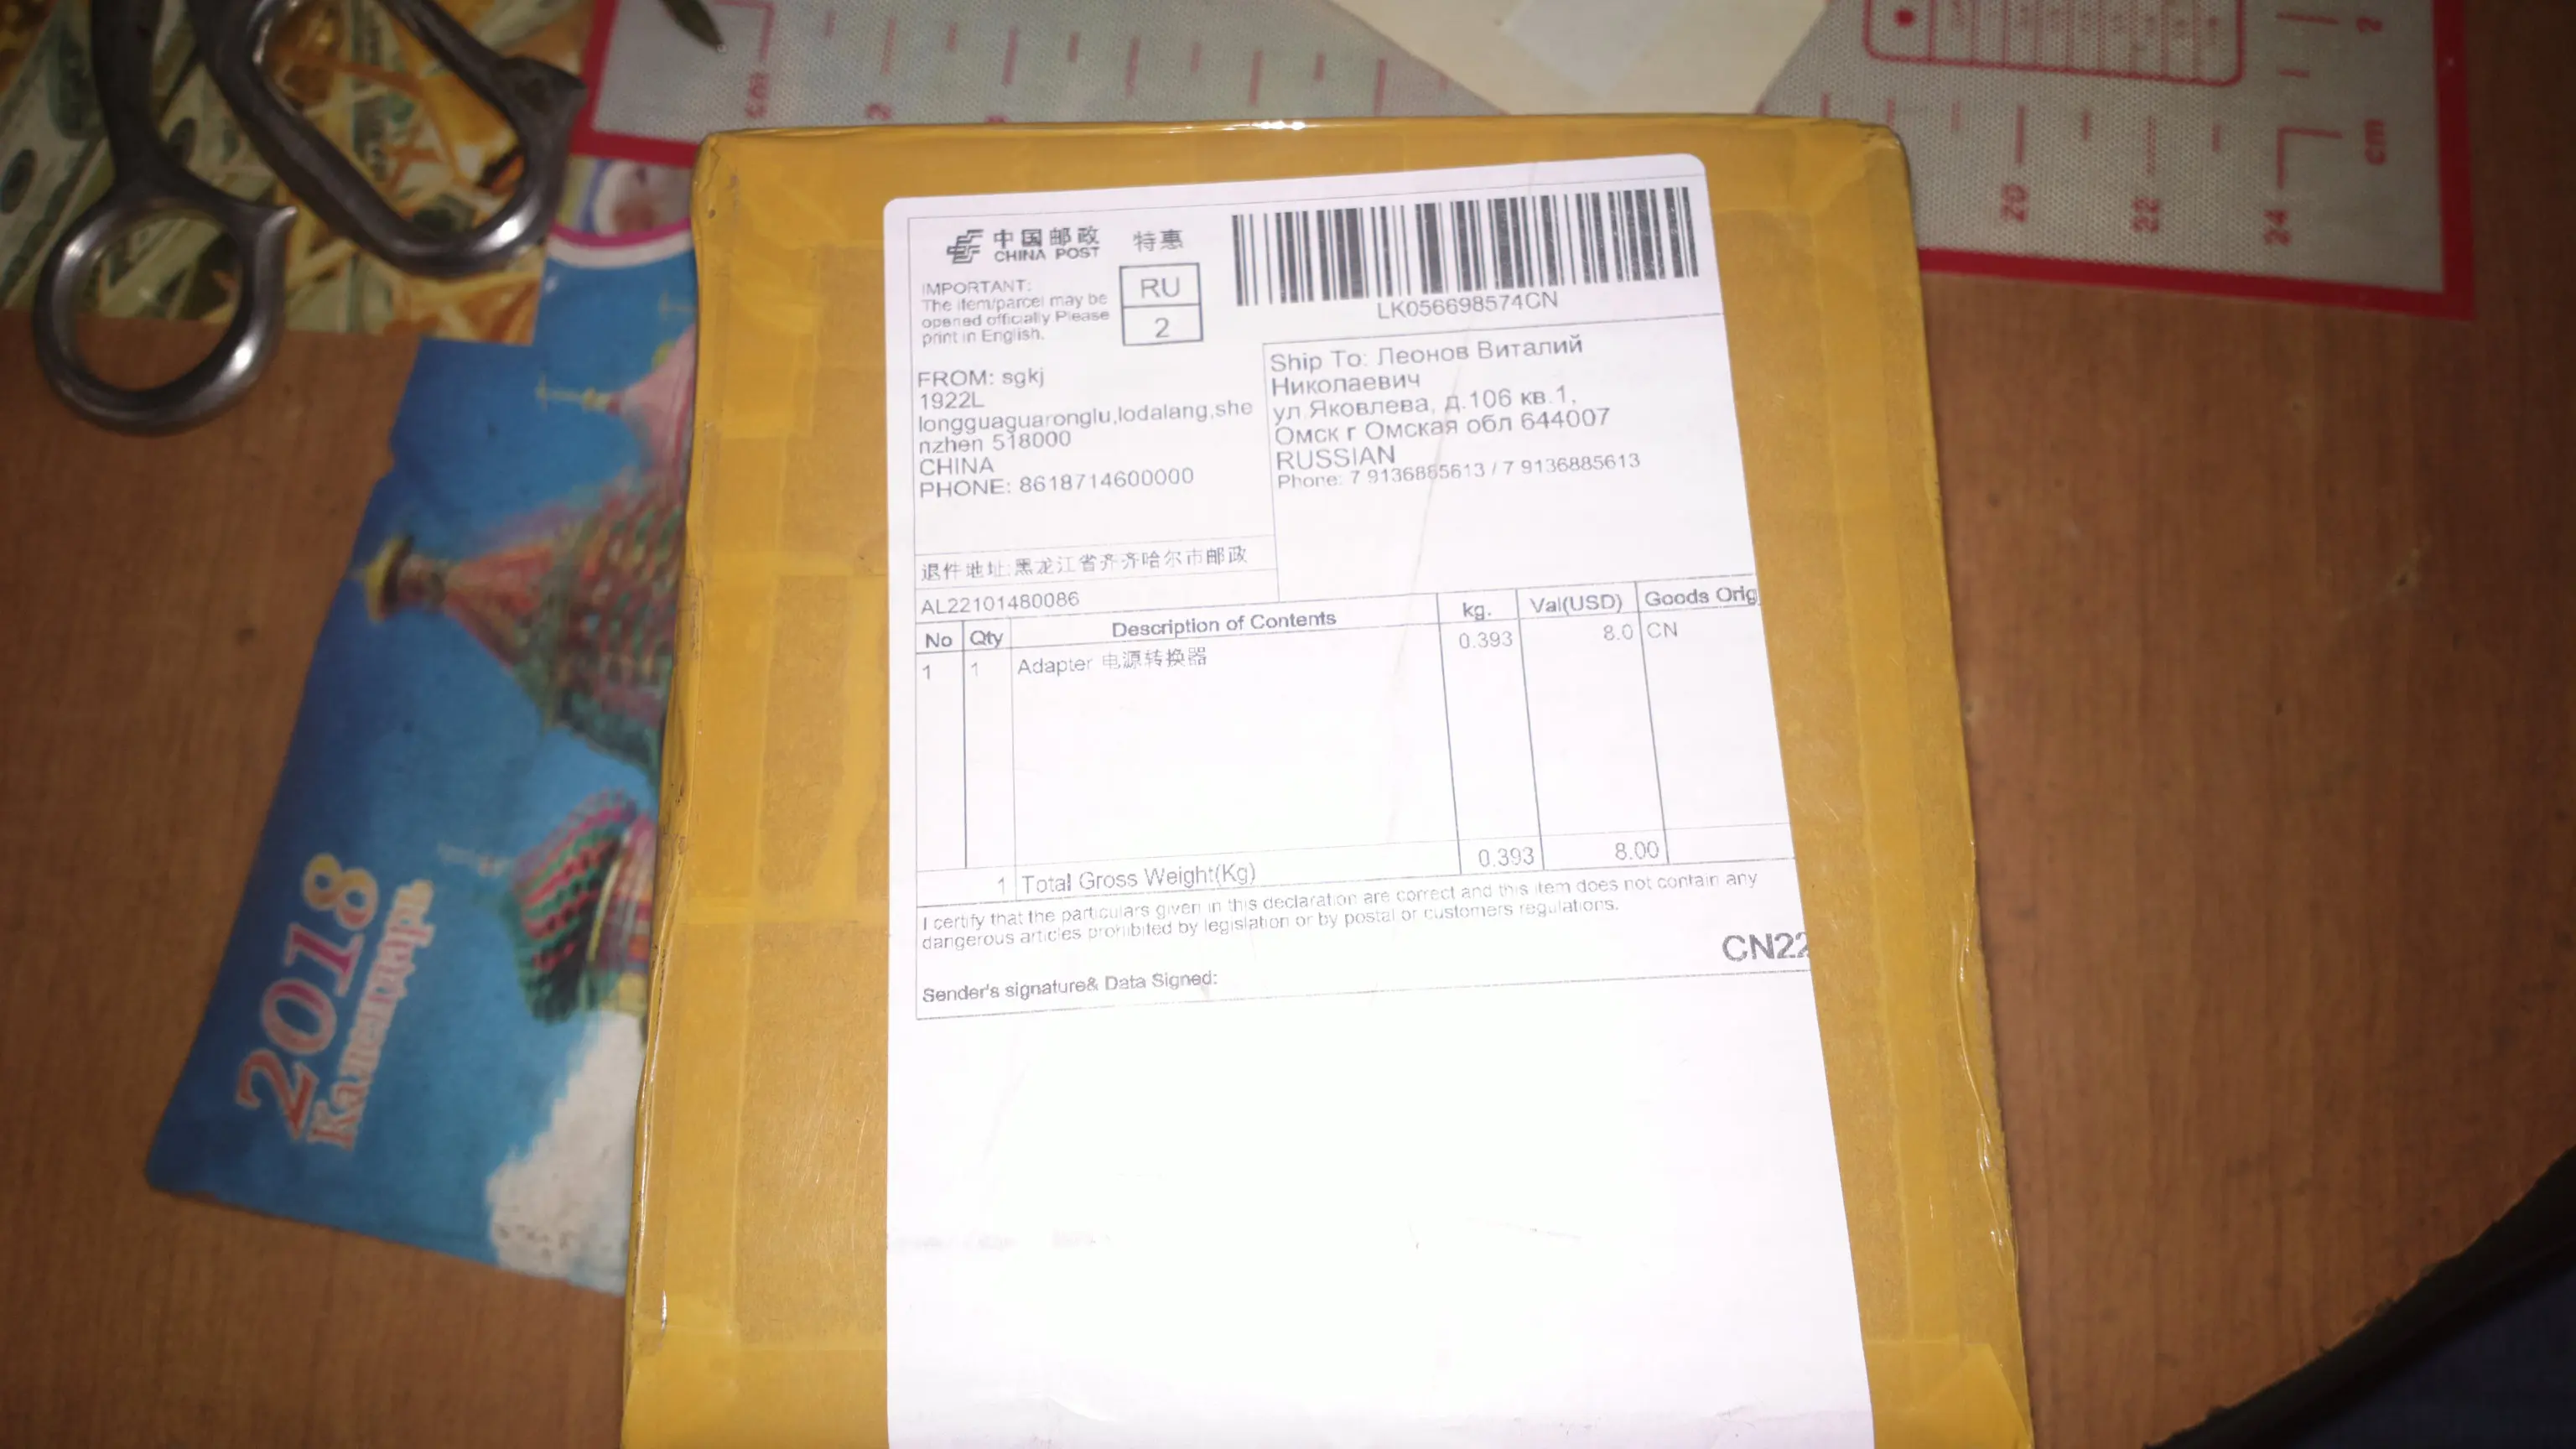 中国邮政
CHINA POST
特惠
RU
2
IMPORTANT:
The item/parcel may be
opened officially Please
print in English.
LK056698574CN
FROM: sgkj
1922L
longguaguaronglu,lodalang,she
nzhen 518000
CHINA
PHONE: 8618714600000
Ship To: Леонов Виталий
Николаевич
ул.Яковлева, д.106 кв.1,
Омск г Омская обл 644007
RUSSIAN
Phone: 7 9136885613 / 7 9136885613
退件地址:黑龙江省齐齐哈尔市邮政
AL22101480086
No Qty Description of Contents kg. Val(USD) Goods Orig
1 1 Adapter 电源转换器 0.393 8.0 CN
1 Total Gross Weight(Kg) 0.393 8.00
I certify that the particulars given in this declaration are correct and this item does not contain any
dangerous articles prohibited by legislation or by postal or customers regulations.
CN22
Sender's signature& Data Signed:
2018
Календарь
cm
2
20
22
24
cm
2